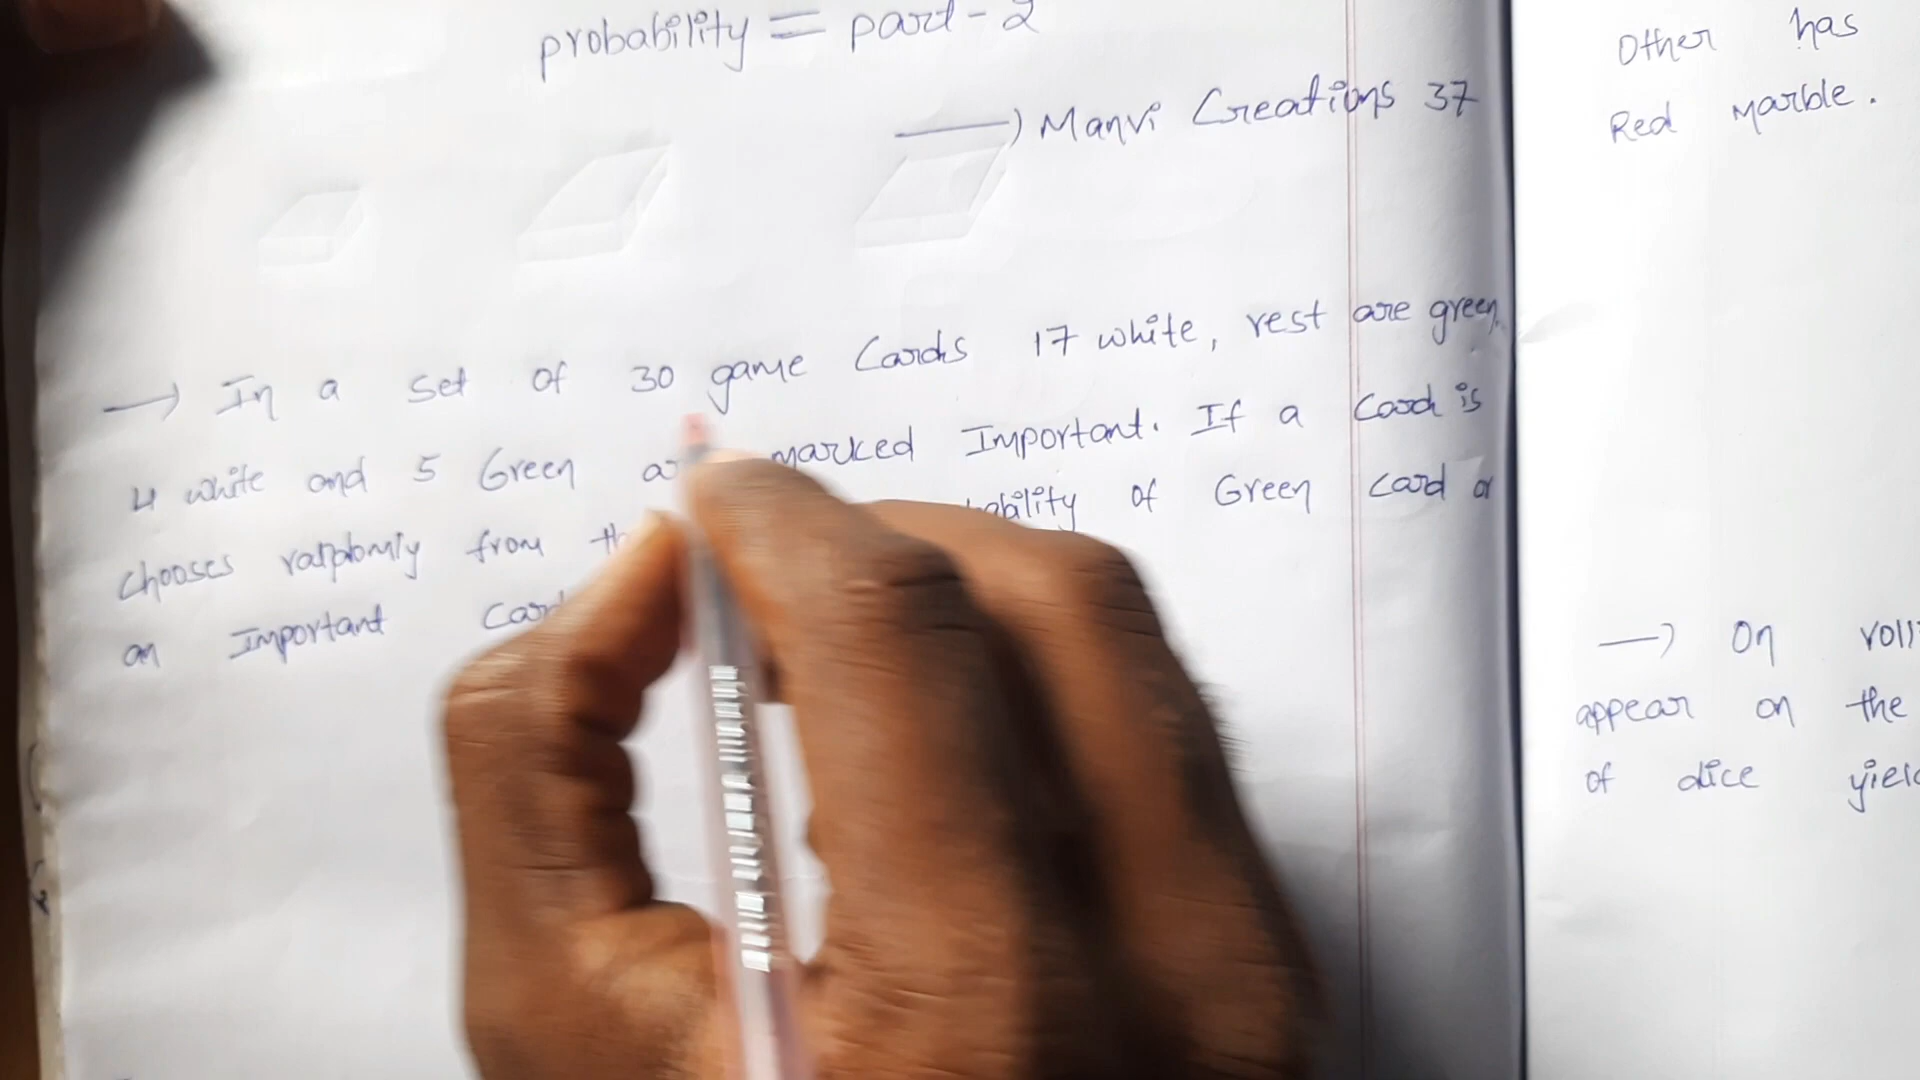 probability = part-2
Manvi Creations 37
→ In a set of 30 game Cards 17 white, rest are green.
4 white and 5 Green marked Important. If a Card is
chooses from of Green card or
an Important
Other has
Red marble.
→ On
appear on the
of dice